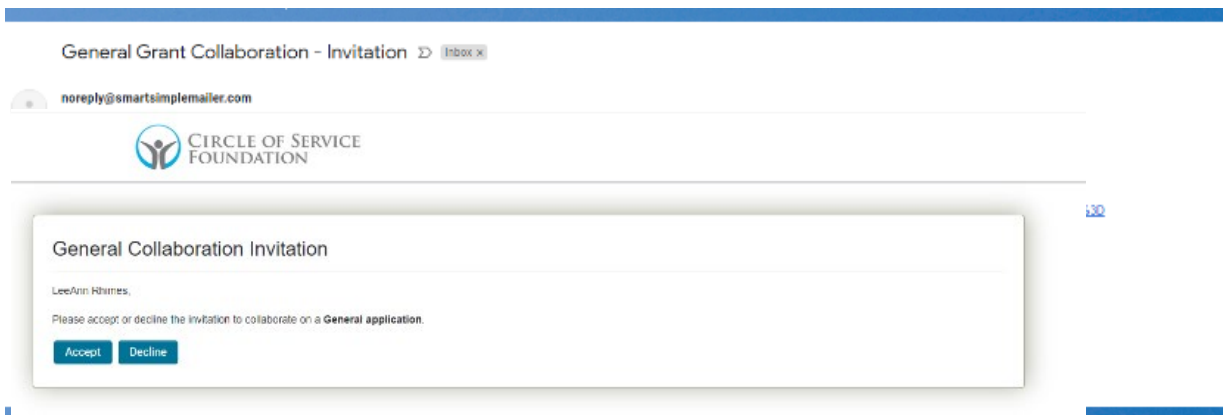 General Grant Collaboration - Invitation Inbox x
noreply@smartsimplemailer.com
CIRCLE OF SERVICE
FOUNDATION
%3D
General Collaboration Invitation
LeeAnn Rhimes,
Please accept or decline the invitation to collaborate on a General application.
Accept Decline